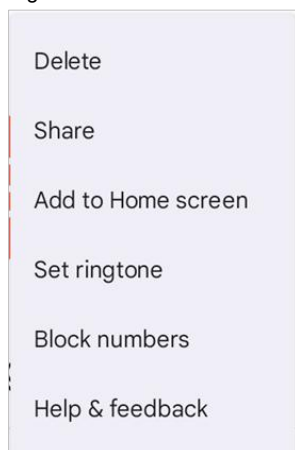 Delete
Share
Add to Home screen
Set ringtone
Block numbers
Help & feedback